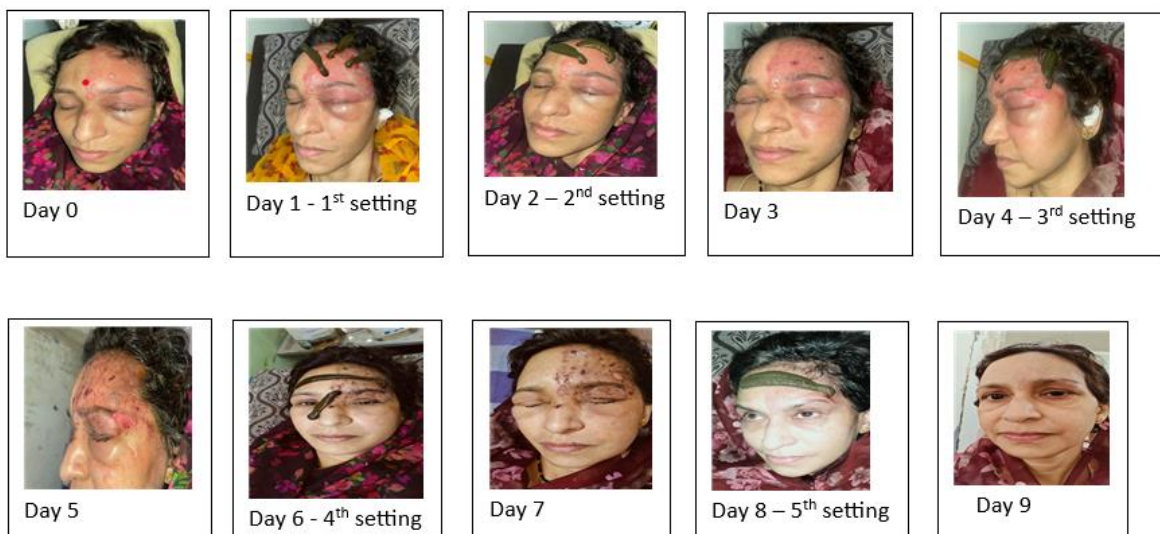 Day 0
Day 1 - 1st setting
Day 2 – 2nd setting
Day 3
Day 4 – 3rd setting
Day 5
Day 6 - 4th setting
Day 7
Day 8 – 5th setting
Day 9